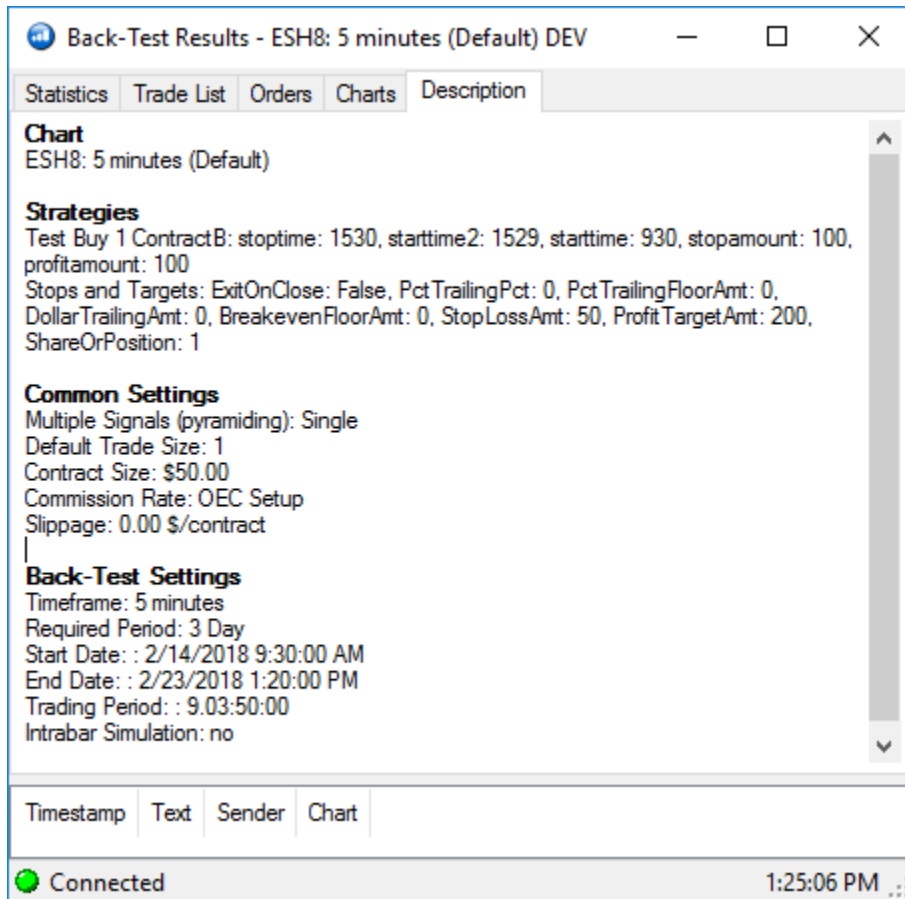 Back-Test Results - ESH8: 5 minutes (Default) DEV
Statistics Trade List Orders Charts Description
Chart
ESH8: 5 minutes (Default)
Strategies
Test Buy 1 ContractB: stoptime: 1530, starttime2: 1529, starttime: 930, stopamount: 100,
profitamount: 100
Stops and Targets: ExitOnClose: False, PctTrailingPct: 0, PctTrailingFloorAmt: 0,
DollarTrailingAmt: 0, BreakevenFloorAmt: 0, StopLossAmt: 50, ProfitTargetAmt: 200,
ShareOrPosition: 1
Common Settings
Multiple Signals (pyramiding): Single
Default Trade Size: 1
Contract Size: $50.00
Commission Rate: OEC Setup
Slippage: 0.00 $/contract
Back-Test Settings
Timeframe: 5 minutes
Required Period: 3 Day
Start Date: : 2/14/2018 9:30:00 AM
End Date: : 2/23/2018 1:20:00 PM
Trading Period: : 9.03:50:00
Intrabar Simulation: no
Timestamp Text Sender Chart
Connected 1:25:06 PM